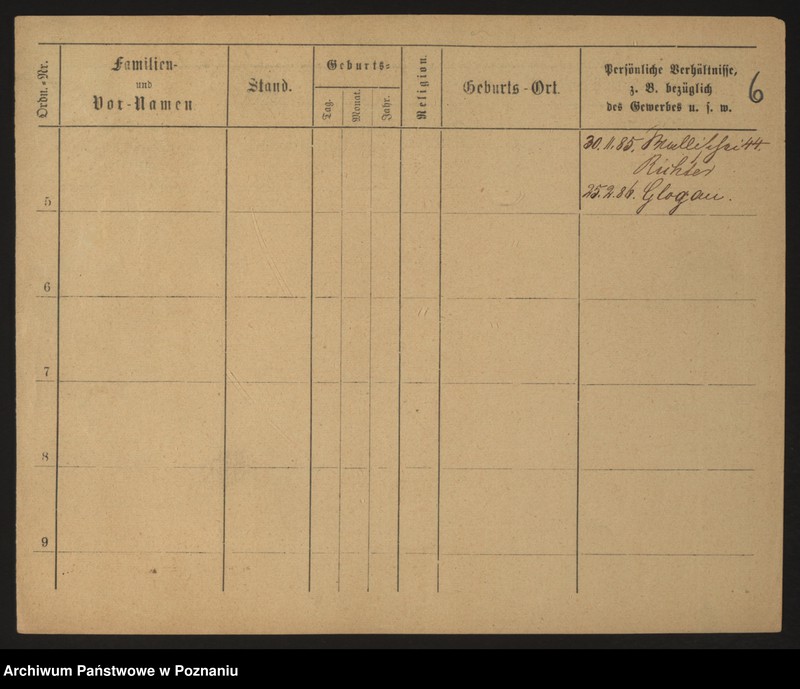 Ordn.-Nr.
Familien-
und
Vor-Namen
Stand.
Geburts-
Tag.
Monat.
Jahr.
Religion.
Geburts-Ort.
Persönliche Verhältnisse,
z. B. bezüglich
des Gewerbes u. s. w.
6
30. 11. 85. 44.
Richter
25. 2. 86. Glogau.
5
6
7
8
9
Archiwum Państwowe w Poznaniu